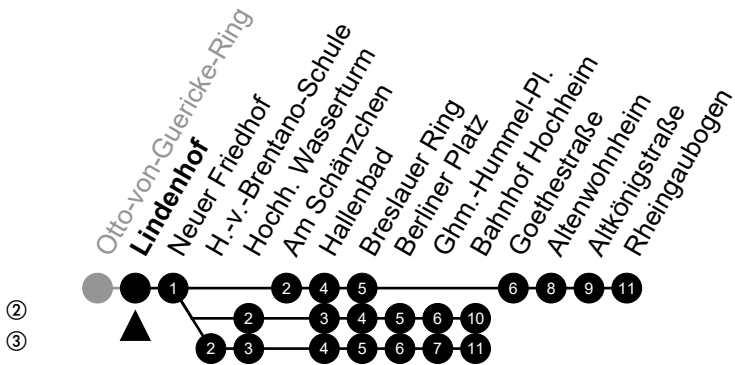 Otto-von-Guericke-Ring
Lindenhof
Neuer Friedhof
H.-v.-Brentano-Schule
Hochh. Wasserturm
Am Schänzchen
Hallenbad
Breslauer Ring
Berliner Platz
Ghm.-Hummel-Pl.
Bahnhof Hochheim
Goethestraße
Altenwohnheim
Altkönigstraße
Rheingaubogen
1 2 4 5 6 8 9 11
② 2 3 4 5 6 10
③ 2 3 4 5 6 7 11